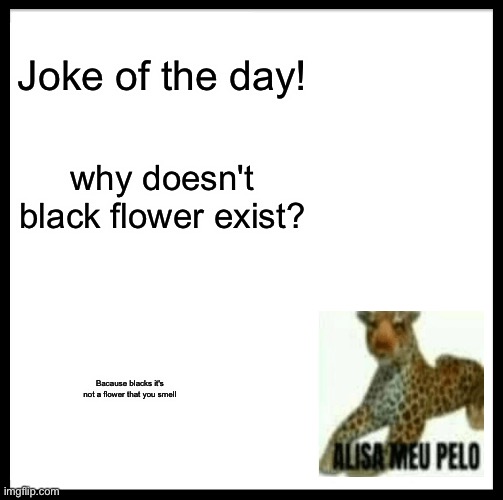 Joke of the day!
why doesn't
black flower exist?
Bacause blacks it's
not a flower that you smell
ALISA MEU PELO
imgflip.com